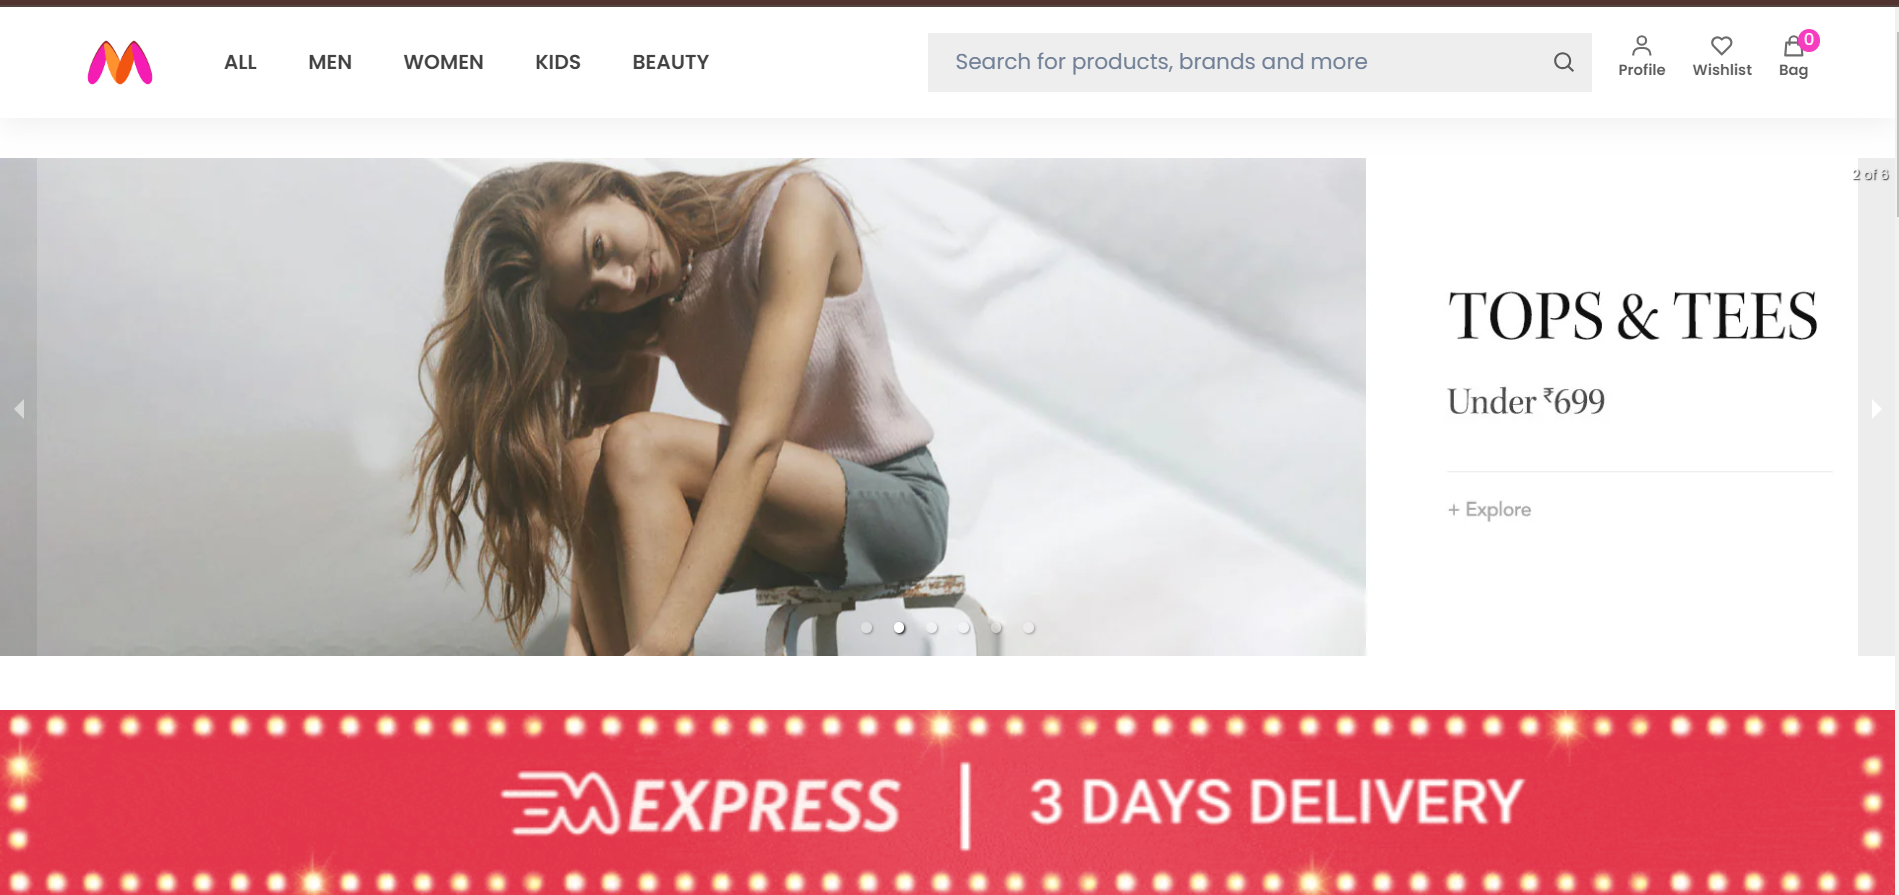 ALL MEN WOMEN KIDS BEAUTY
Search for products, brands and more
0
Profile Wishlist Bag
2 of 6
TOPS & TEES
Under ₹699
+ Explore
EXPRESS | 3 DAYS DELIVERY